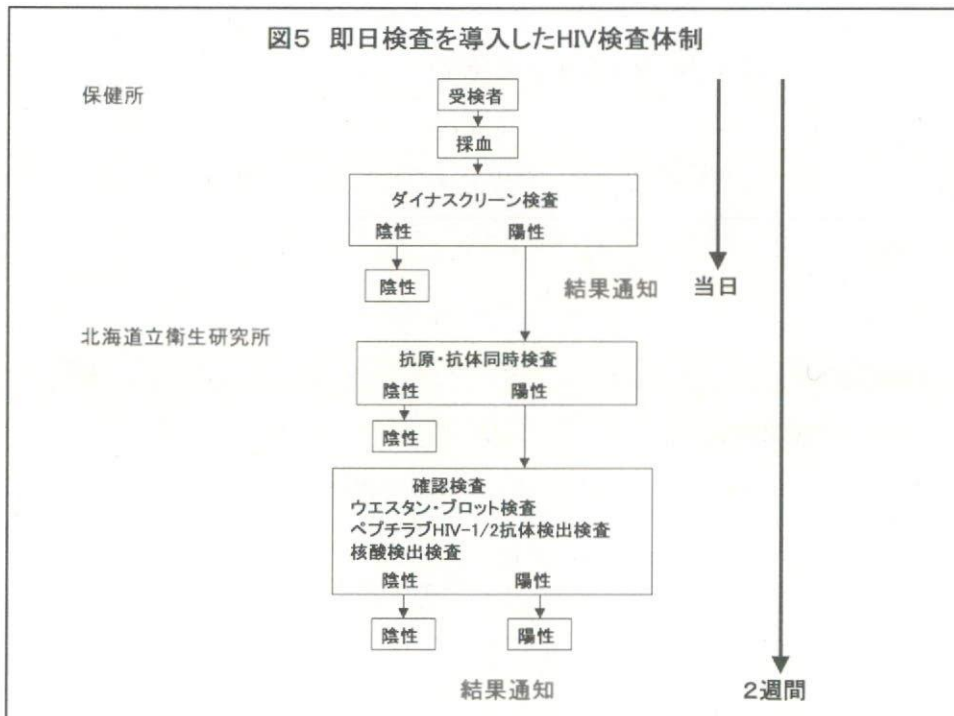 図5 即日検査を導入したHIV検査体制
保健所
受検者
採血
ダイナスクリーン検査
陰性 陽性
陰性
結果通知 当日
北海道立衛生研究所
抗原・抗体同時検査
陰性 陽性
陰性
確認検査
ウエスタン・ブロット検査
ペプチラブHIV-1/2抗体検出検査
核酸検出検査
陰性 陽性
陰性 陽性
結果通知 2週間